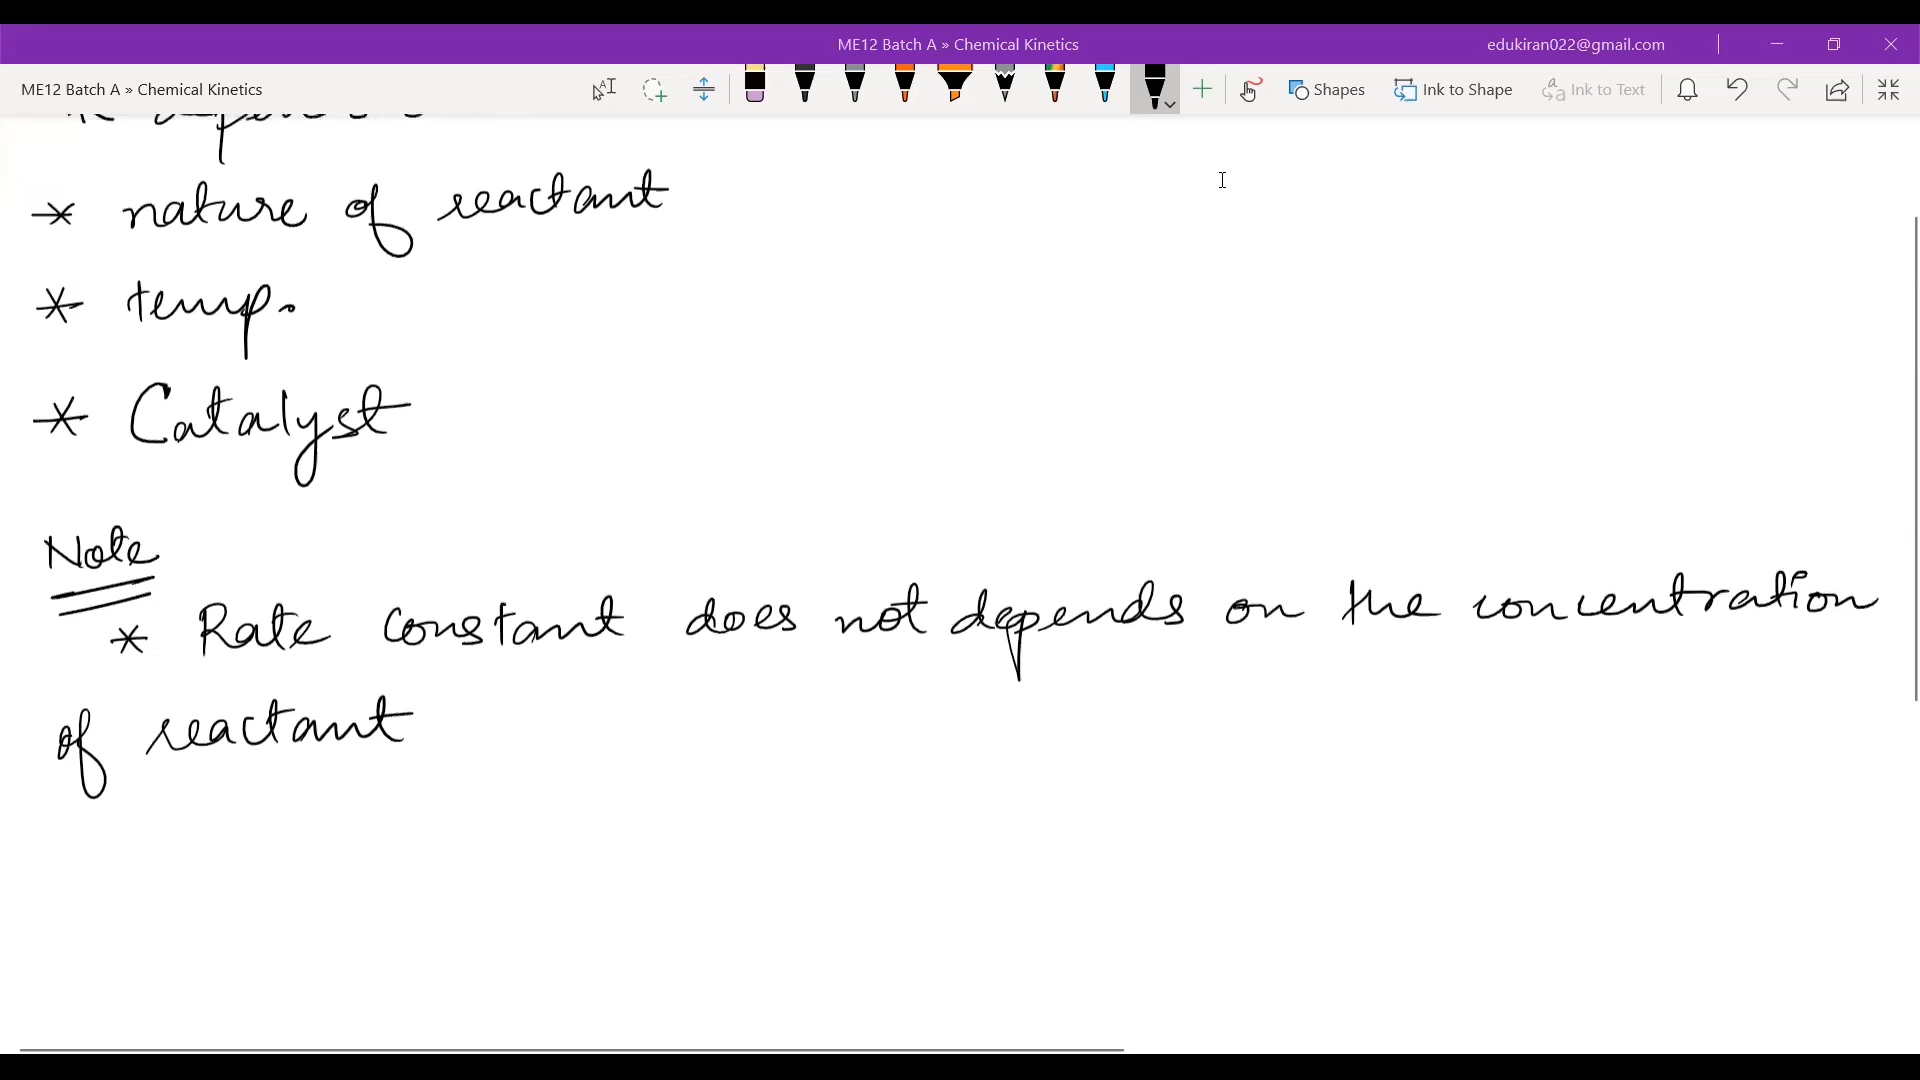 ME12 Batch A » Chemical Kinetics
edukiran022@gmail.com
ME12 Batch A » Chemical Kinetics
Shapes
Ink to Shape
Ink to Text
* nature of reactant
* temp.
* Catalyst
Note
* Rate constant does not depends on the concentration
of reactant